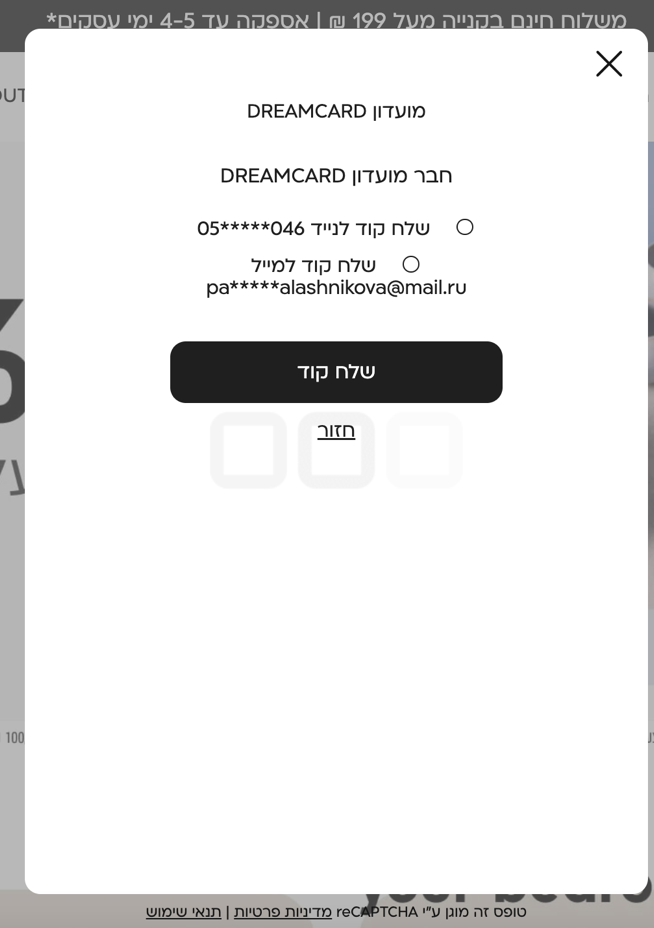 משלוח חינם בקנייה מעל 199 ₪ | אספקה עד 4-5 ימי עסקים*
מועדון DREAMCARD
חבר מועדון DREAMCARD
שלח קוד לנייד 05*****046
שלח קוד למייל
pa*****alashnikova@mail.ru
שלח קוד
חזור
100
טופס זה מוגן ע"י reCAPTCHA מדיניות פרטיות | תנאי שימוש